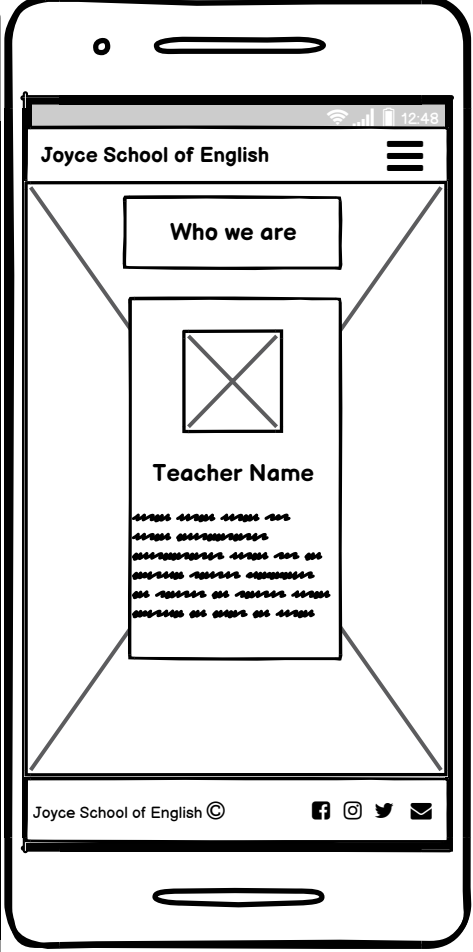 12:48
Joyce School of English
Who we are
Teacher Name
Joyce School of English ©